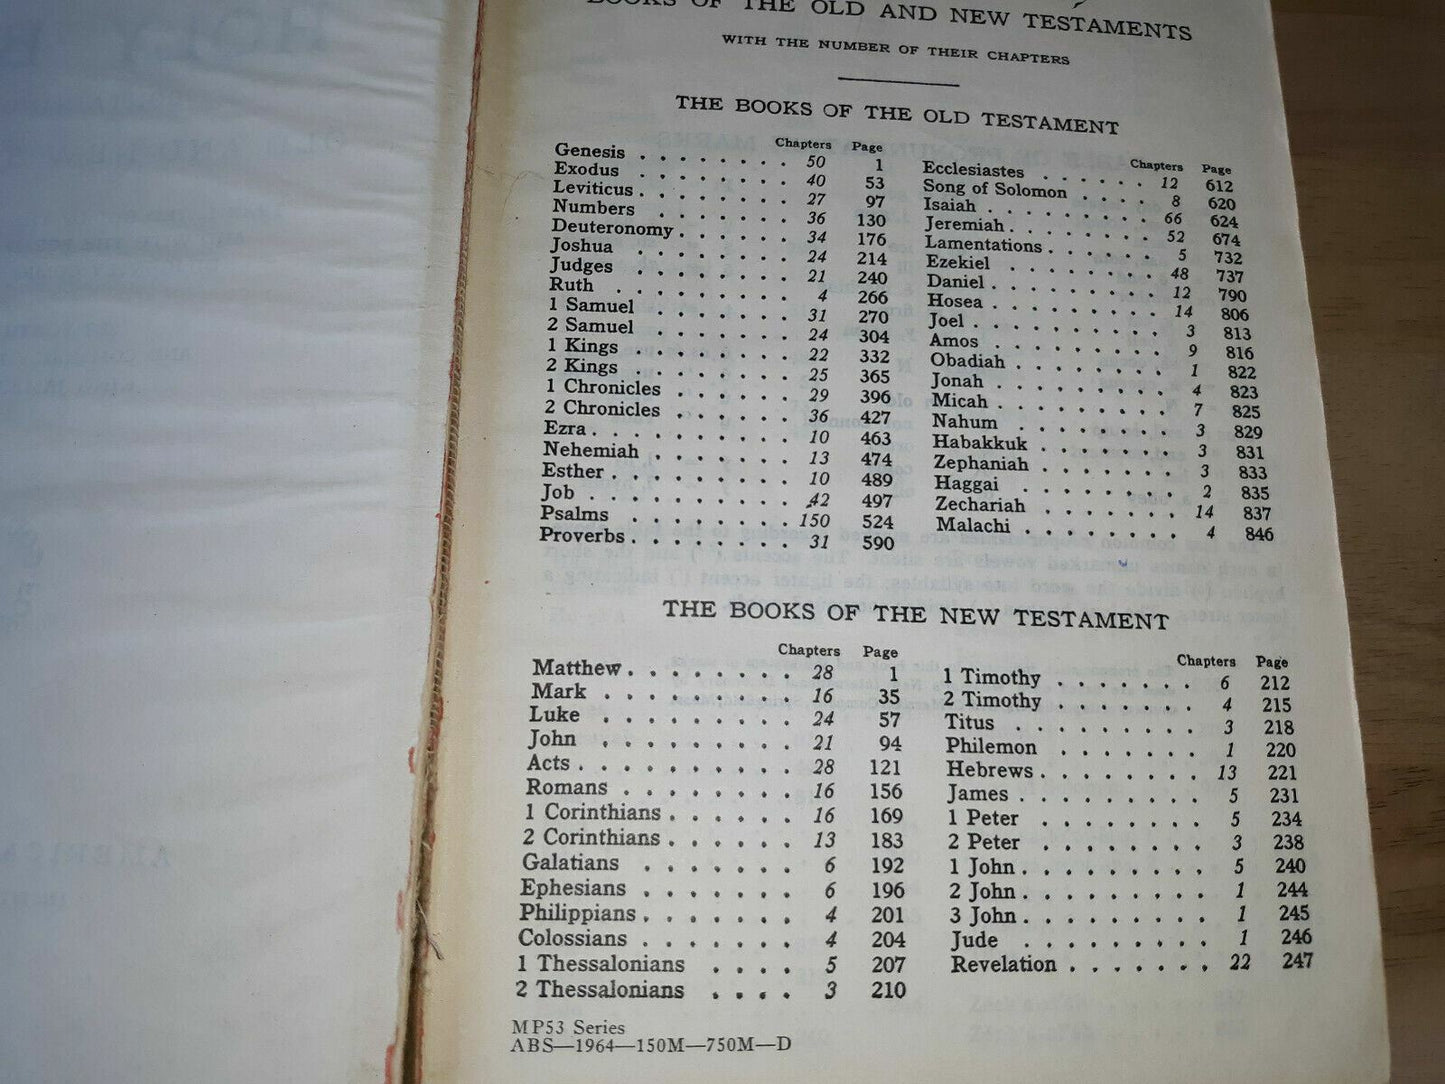 BOOKS OF THE OLD AND NEW TESTAMENTS
WITH THE NUMBER OF THEIR CHAPTERS
THE BOOKS OF THE OLD TESTAMENT
Chapters Page
Genesis . . . . . . . . 50 1
Exodus . . . . . . . . 40 53
Leviticus . . . . . . . . 27 97
Numbers . . . . . . . 36 130
Deuteronomy . . . . . . 34 176
Joshua . . . . . . . . 24 214
Judges . . . . . . . . 21 240
Ruth . . . . . . . . . 4 266
1 Samuel . . . . . . . 31 270
2 Samuel . . . . . . . 24 304
1 Kings . . . . . . . . 22 332
2 Kings . . . . . . . . 25 365
1 Chronicles . . . . . . 29 396
2 Chronicles . . . . . . 36 427
Ezra . . . . . . . . . . 10 463
Nehemiah . . . . . . . 13 474
Esther . . . . . . . . . 10 489
Job . . . . . . . . . . 42 497
Psalms . . . . . . . . 150 524
Proverbs . . . . . . . . 31 590
Chapters Page
Ecclesiastes . . . . . . 12 612
Song of Solomon . . . . 8 620
Isaiah . . . . . . . . . 66 624
Jeremiah . . . . . . . . 52 674
Lamentations . . . . . . 5 732
Ezekiel . . . . . . . . 48 737
Daniel . . . . . . . . . 12 790
Hosea . . . . . . . . . 14 806
Joel . . . . . . . . . . 3 813
Amos . . . . . . . . . 9 816
Obadiah . . . . . . . . 1 822
Jonah . . . . . . . . . 4 823
Micah . . . . . . . . . 7 825
Nahum . . . . . . . . 3 829
Habakkuk . . . . . . . 3 831
Zephaniah . . . . . . . 3 833
Haggai . . . . . . . . 2 835
Zechariah . . . . . . . 14 837
Malachi . . . . . . . . 4 846
THE BOOKS OF THE NEW TESTAMENT
Chapters Page
Matthew . . . . . . . . 28 1
Mark . . . . . . . . . 16 35
Luke . . . . . . . . . 24 57
John . . . . . . . . . 21 94
Acts . . . . . . . . . . 28 121
Romans . . . . . . . . 16 156
1 Corinthians . . . . . . 16 169
2 Corinthians . . . . . . 13 183
Galatians . . . . . . . 6 192
Ephesians . . . . . . . 6 196
Philippians . . . . . . . 4 201
Colossians . . . . . . . 4 204
1 Thessalonians . . . . 5 207
2 Thessalonians . . . . 3 210
Chapters Page
1 Timothy . . . . . . . 6 212
2 Timothy . . . . . . . 4 215
Titus . . . . . . . . . 3 218
Philemon . . . . . . . 1 220
Hebrews . . . . . . . . 13 221
James . . . . . . . . . 5 231
1 Peter . . . . . . . . 5 234
2 Peter . . . . . . . . 3 238
1 John . . . . . . . . . 5 240
2 John . . . . . . . . . 1 244
3 John . . . . . . . . . 1 245
Jude . . . . . . . . . 1 246
Revelation . . . . . . . 22 247
MP53 Series
ABS—1964—150M—750M—D